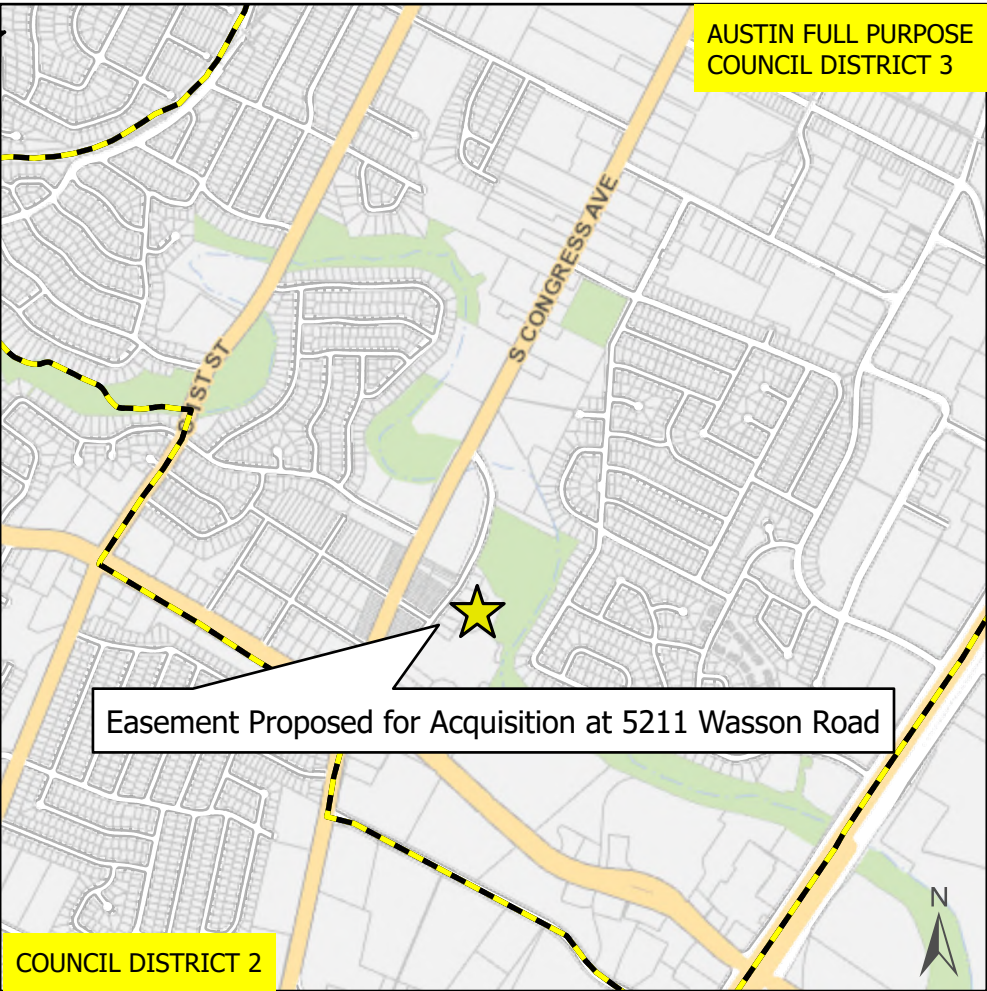 AUSTIN FULL PURPOSE
COUNCIL DISTRICT 3
S CONGRESS AVE
S 1ST ST
Easement Proposed for Acquisition at 5211 Wasson Road
COUNCIL DISTRICT 2
N